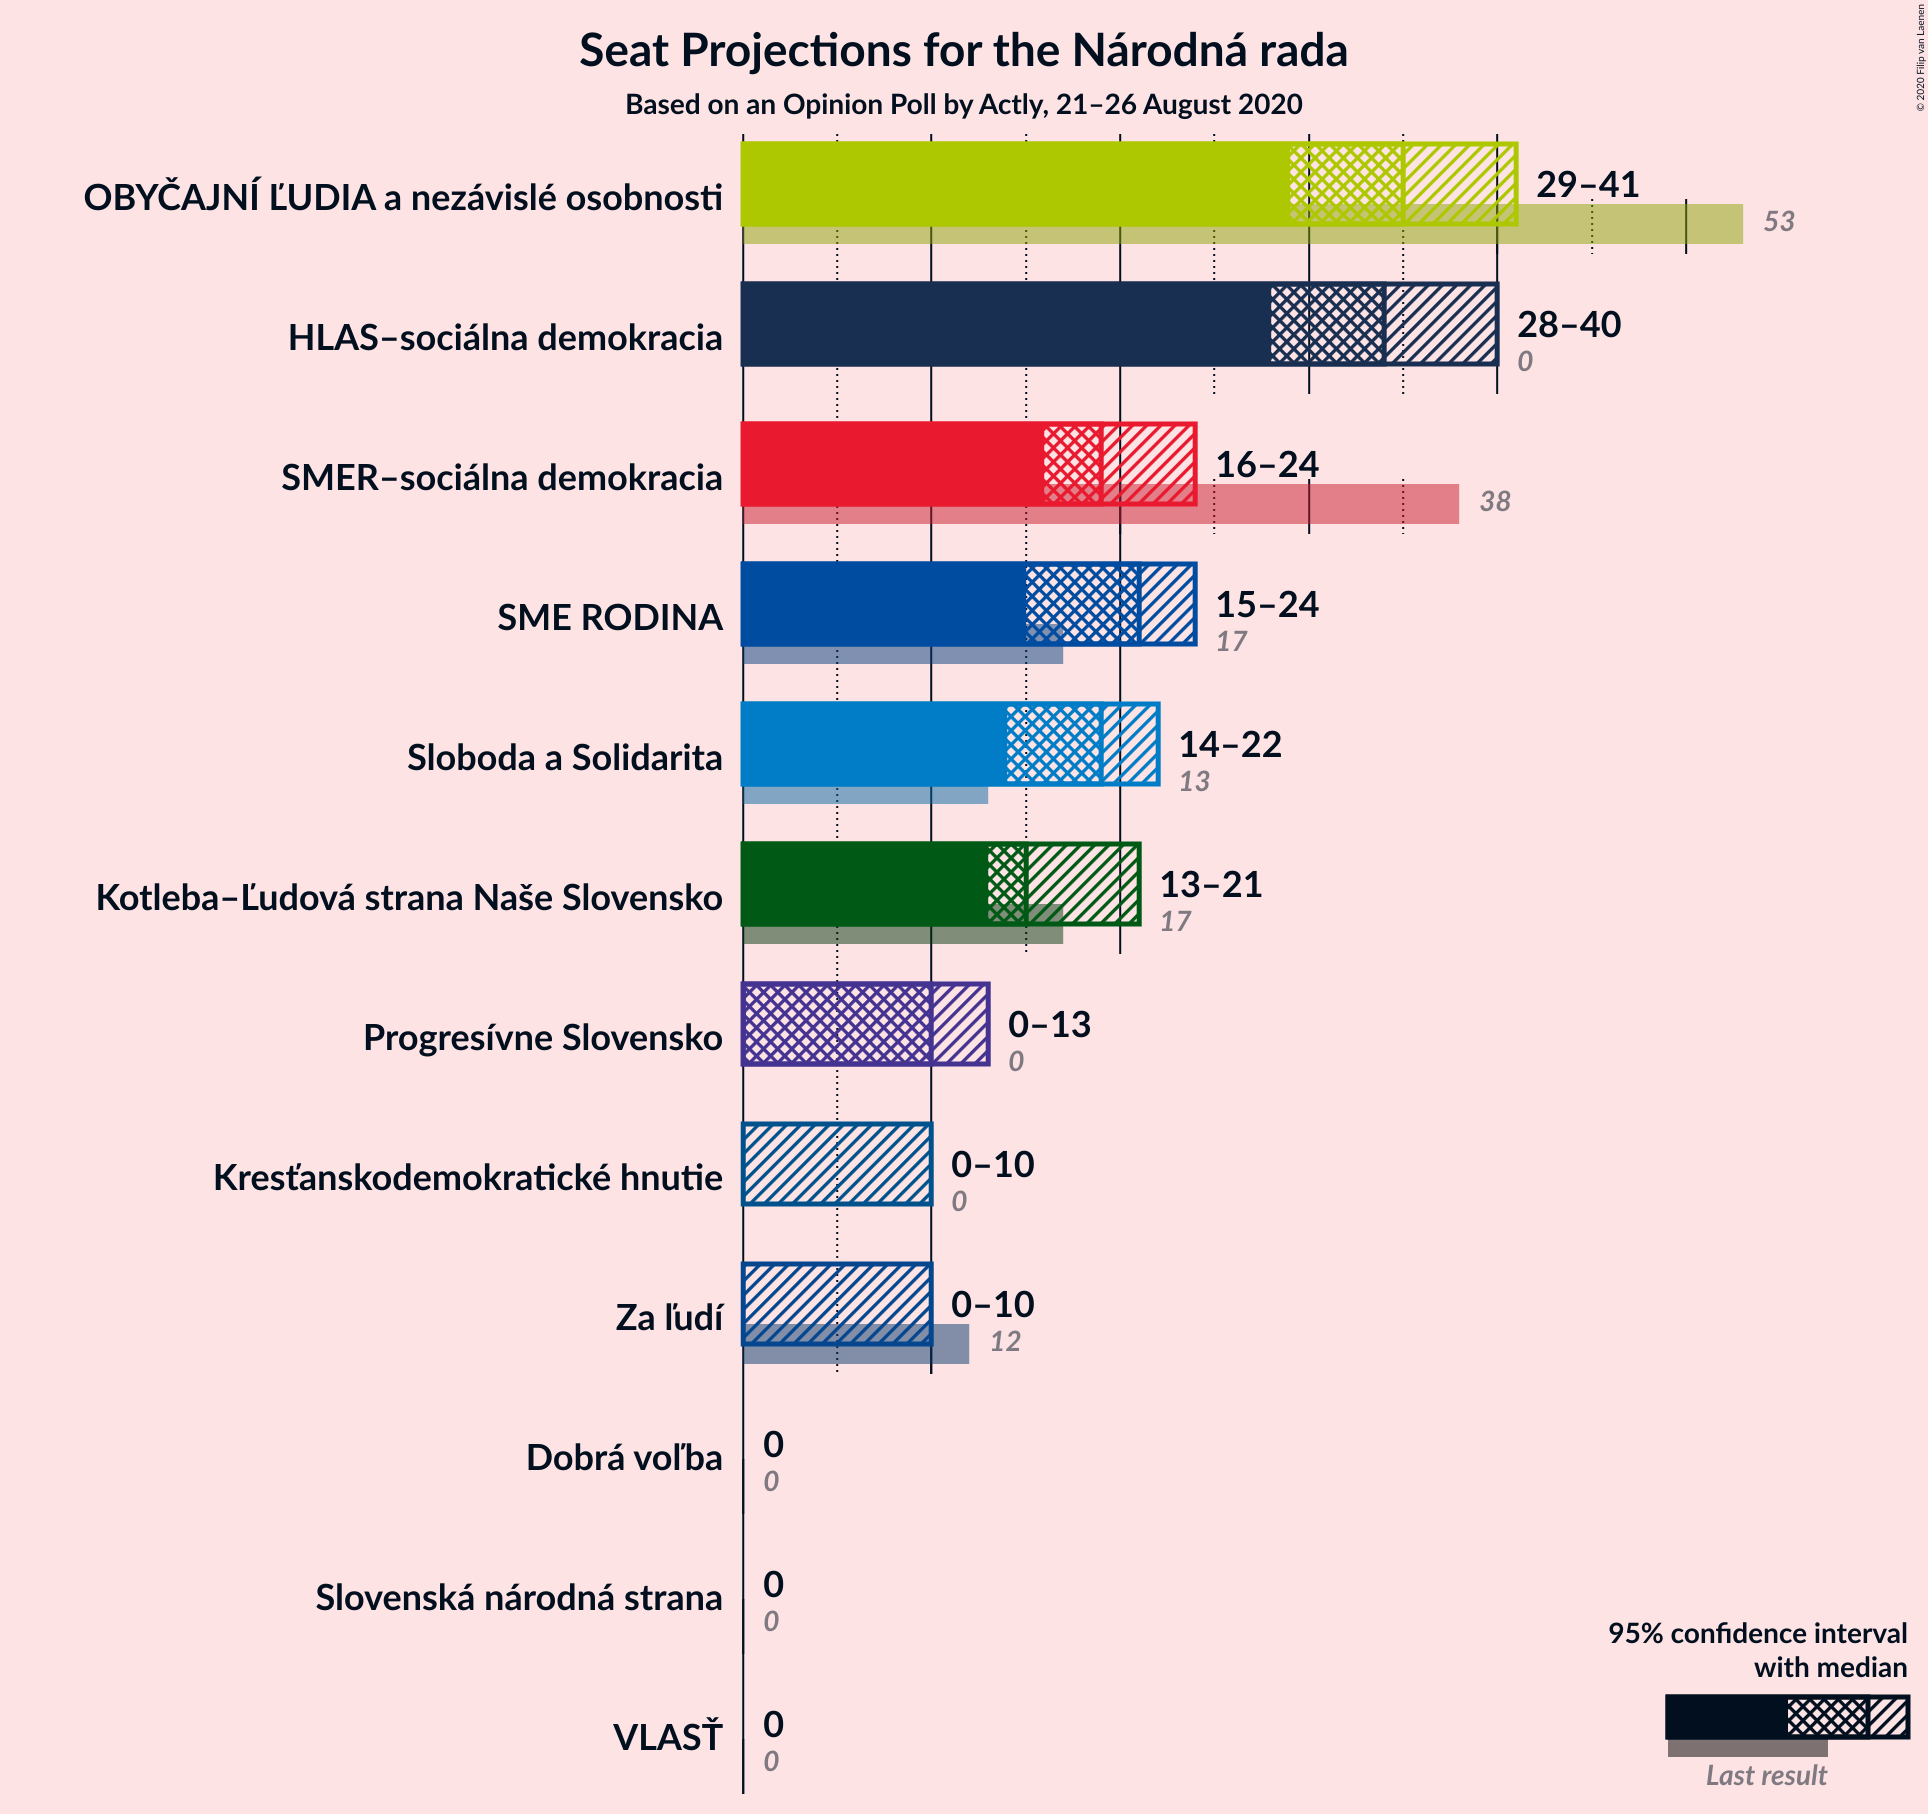 Seat Projections for the Národná rada
Based on an Opinion Poll by Actly, 21–26 August 2020
© 2020 Filip van Laenen
OBYČAJNÍ ĽUDIA a nezávislé osobnosti
29–41
53
HLAS–sociálna demokracia
28–40
0
SMER–sociálna demokracia
16–24
38
SME RODINA
15–24
17
Sloboda a Solidarita
14–22
13
Kotleba–Ľudová strana Naše Slovensko
13–21
17
Progresívne Slovensko
0–13
0
Kresťanskodemokratické hnutie
0–10
0
Za ľudí
0–10
12
Dobrá voľba
0
0
Slovenská národná strana
0
0
VLASŤ
0
0
95% confidence interval
with median
Last result